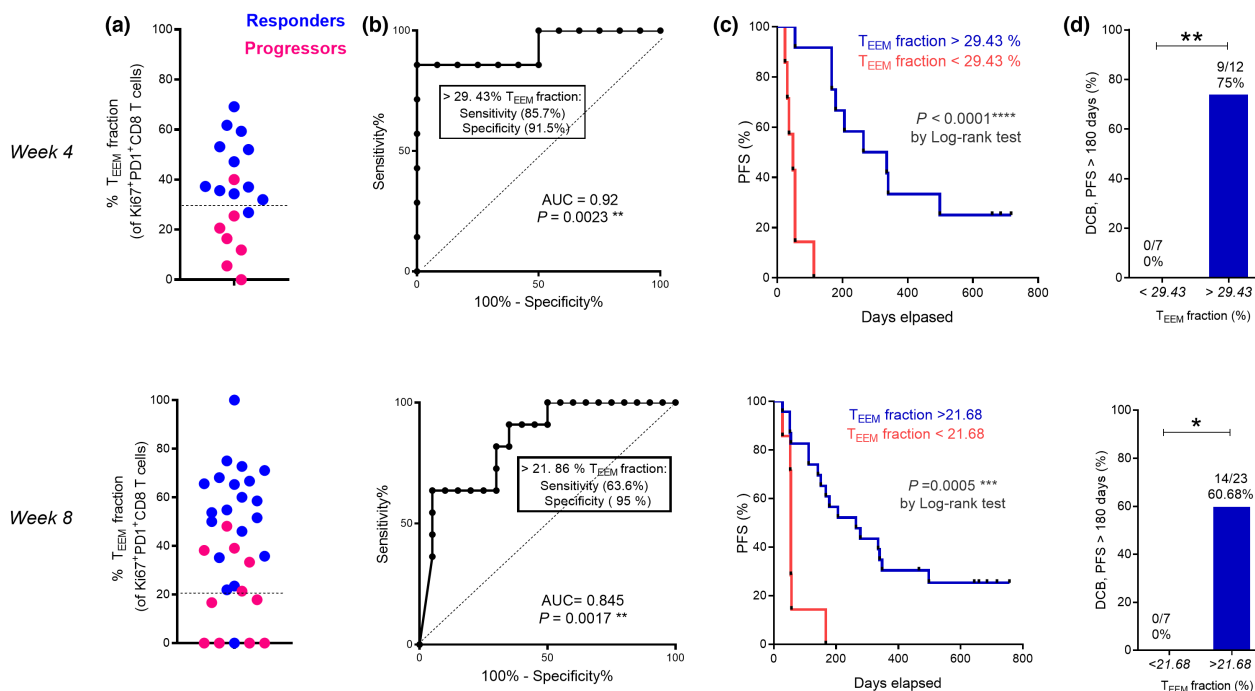 (a)
Responders
Progressors
Week 4
% TEEM fraction
(of Ki67+PD1+CD8 T cells)
100
80
60
40
20
0
(b)
Sensitivity%
100
50
0
> 29. 43% TEEM fraction:
Sensitivity (85.7%)
Specificity (91.5%)
AUC = 0.92
P = 0.0023 **
0
50
100
100% - Specificity%
(c)
PFS (% )
100
80
60
40
20
0
TEEM fraction > 29.43 %
TEEM fraction < 29.43 %
P < 0.0001****
by Log-rank test
0
200
400
600
800
Days elpased
(d)
DCB, PFS > 180 days (%)
100
80
60
40
20
0
**
9/12
75%
0/7
0%
< 29.43
> 29.43
TEEM fraction (%)
Week 8
% TEEM fraction
(of Ki67+PD1+CD8 T cells)
100
80
60
40
20
0
Sensitivity%
100
50
0
> 21. 86 % TEEM fraction:
Sensitivity (63.6%)
Specificity ( 95 %)
AUC= 0.845
P = 0.0017 **
0
50
100
100% - Specificity%
PFS (% )
100
80
60
40
20
0
TEEM fraction >21.68
TEEM fraction < 21.68
P =0.0005 ***
by Log-rank test
0
200
400
600
800
Days elapsed
DCB, PFS > 180 days (%)
100
80
60
40
20
0
*
14/23
60.68%
0/7
0%
<21.68
>21.68
TEEM fraction (%)